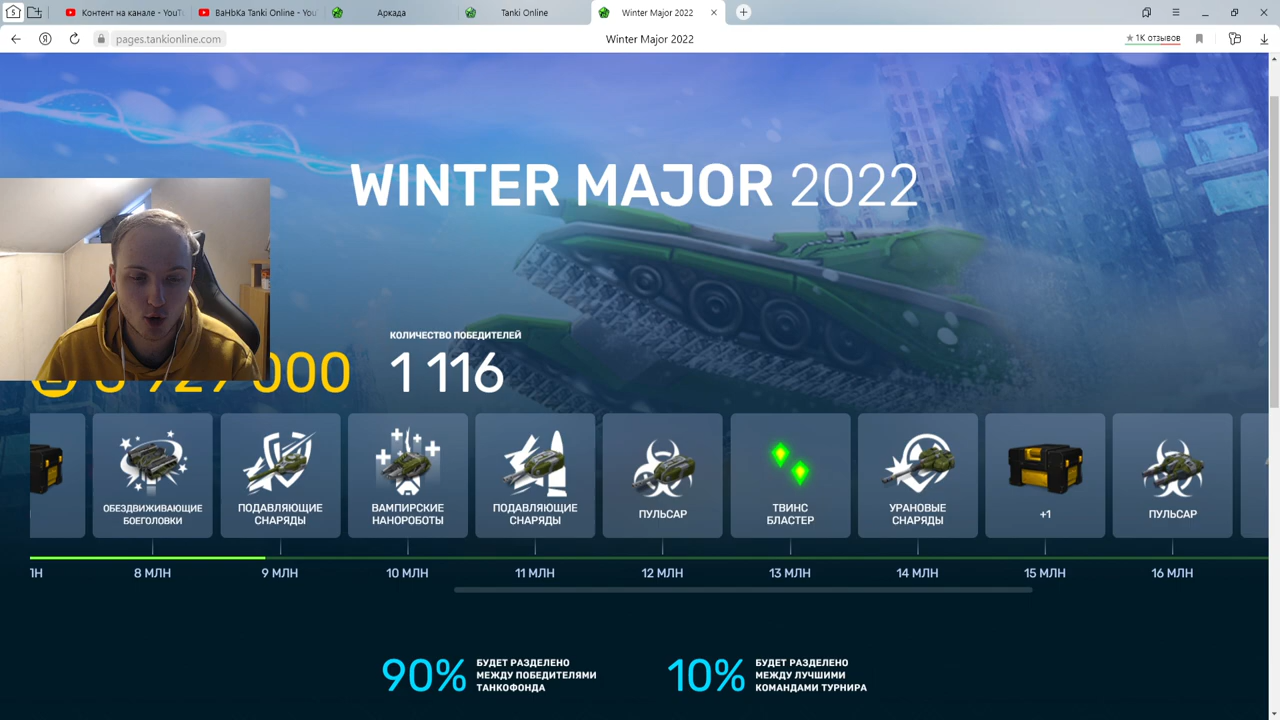 Контент на канале - YouT
BaHbKa Tanki Online - You
Аркада
Tanki Online
Winter Major 2022
pages.tankionline.com
Winter Major 2022
★ 1К отзывов
WINTER MAJOR 2022
КОЛИЧЕСТВО ПОБЕДИТЕЛЕЙ
000
1 116
ОБЕЗДВИЖИВАЮЩИЕ
БОЕГОЛОВКИ
ПОДАВЛЯЮЩИЕ
СНАРЯДЫ
ВАМПИРСКИЕ
НАНОРОБОТЫ
ПОДАВЛЯЮЩИЕ
СНАРЯДЫ
ПУЛЬСАР
ТВИНС
БЛАСТЕР
УРАНОВЫЕ
СНАРЯДЫ
+1
ПУЛЬСАР
8 МЛН
9 МЛН
10 МЛН
11 МЛН
12 МЛН
13 МЛН
14 МЛН
15 МЛН
16 МЛН
90%
БУДЕТ РАЗДЕЛЕНО
МЕЖДУ ПОБЕДИТЕЛЯМИ
ТАНКОФОНДА
10%
БУДЕТ РАЗДЕЛЕНО
МЕЖДУ ЛУЧШИМИ
КОМАНДАМИ ТУРНИРА